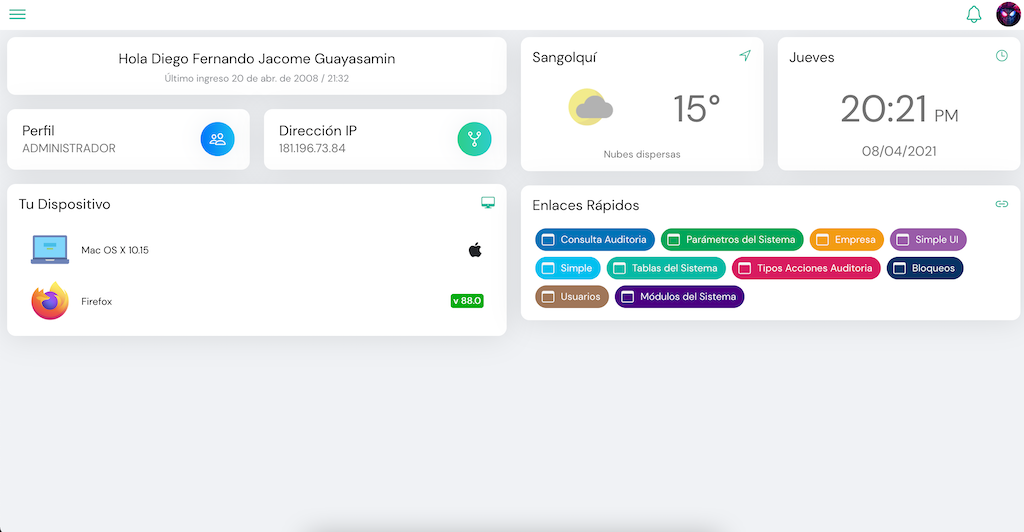 Hola Diego Fernando Jacome Guayasamin
Último ingreso 20 de abr. de 2008 / 21:32
Perfil
ADMINISTRADOR
Dirección IP
181.196.73.84
Tu Dispositivo
Mac OS X 10.15
Firefox
v 88.0
Sangolquí
15°
Nubes dispersas
Jueves
20:21 PM
08/04/2021
Enlaces Rápidos
Consulta Auditoria
Parámetros del Sistema
Empresa
Simple UI
Simple
Tablas del Sistema
Tipos Acciones Auditoria
Bloqueos
Usuarios
Módulos del Sistema